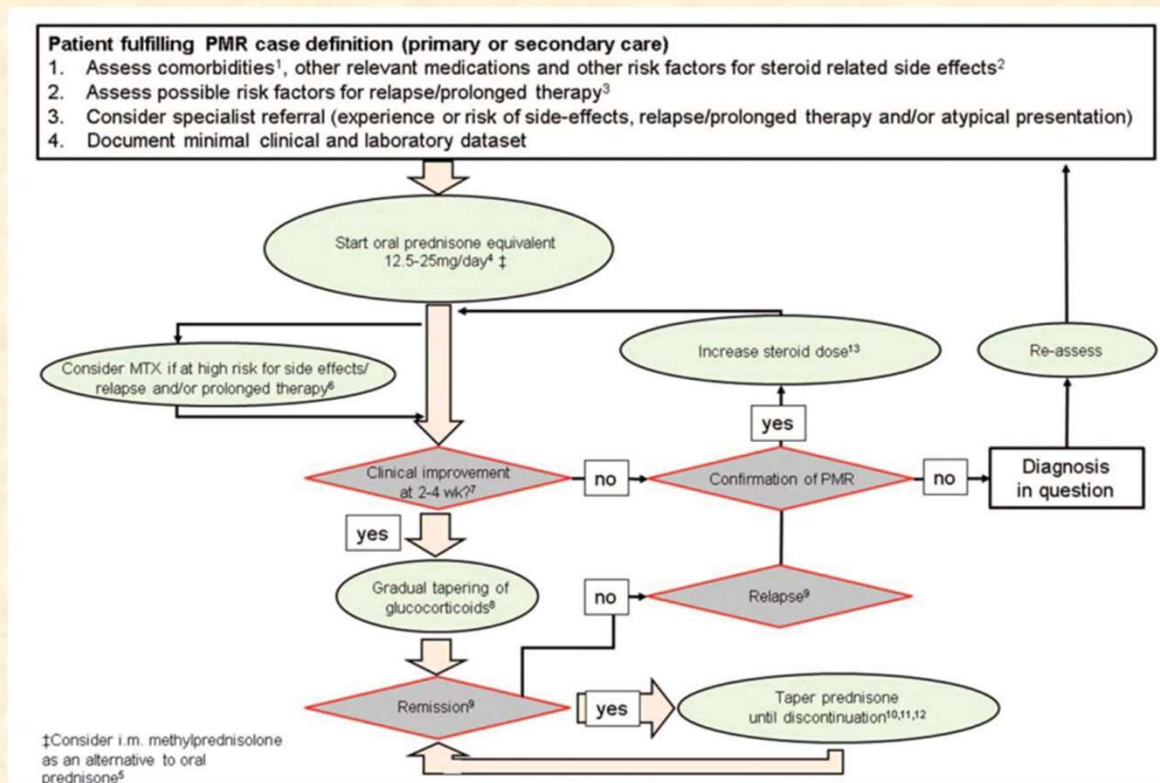 Patient fulfilling PMR case definition (primary or secondary care)
1. Assess comorbidities¹, other relevant medications and other risk factors for steroid related side effects²
2. Assess possible risk factors for relapse/prolonged therapy³
3. Consider specialist referral (experience or risk of side-effects, relapse/prolonged therapy and/or atypical presentation)
4. Document minimal clinical and laboratory dataset
Start oral prednisone equivalent
12.5-25mg/day⁴ ‡
Consider MTX if at high risk for side effects/
relapse and/or prolonged therapy⁶
Increase steroid dose¹³
Re-assess
yes
Clinical improvement
at 2-4 wk?⁷
no
Confirmation of PMR
no
Diagnosis
in question
yes
Gradual tapering of
glucocorticoids⁸
no
Relapse⁹
Remission⁹
yes
Taper prednisone
until discontinuation¹⁰,¹¹,¹²
‡Consider i.m. methylprednisolone
as an alternative to oral
prednisone⁵